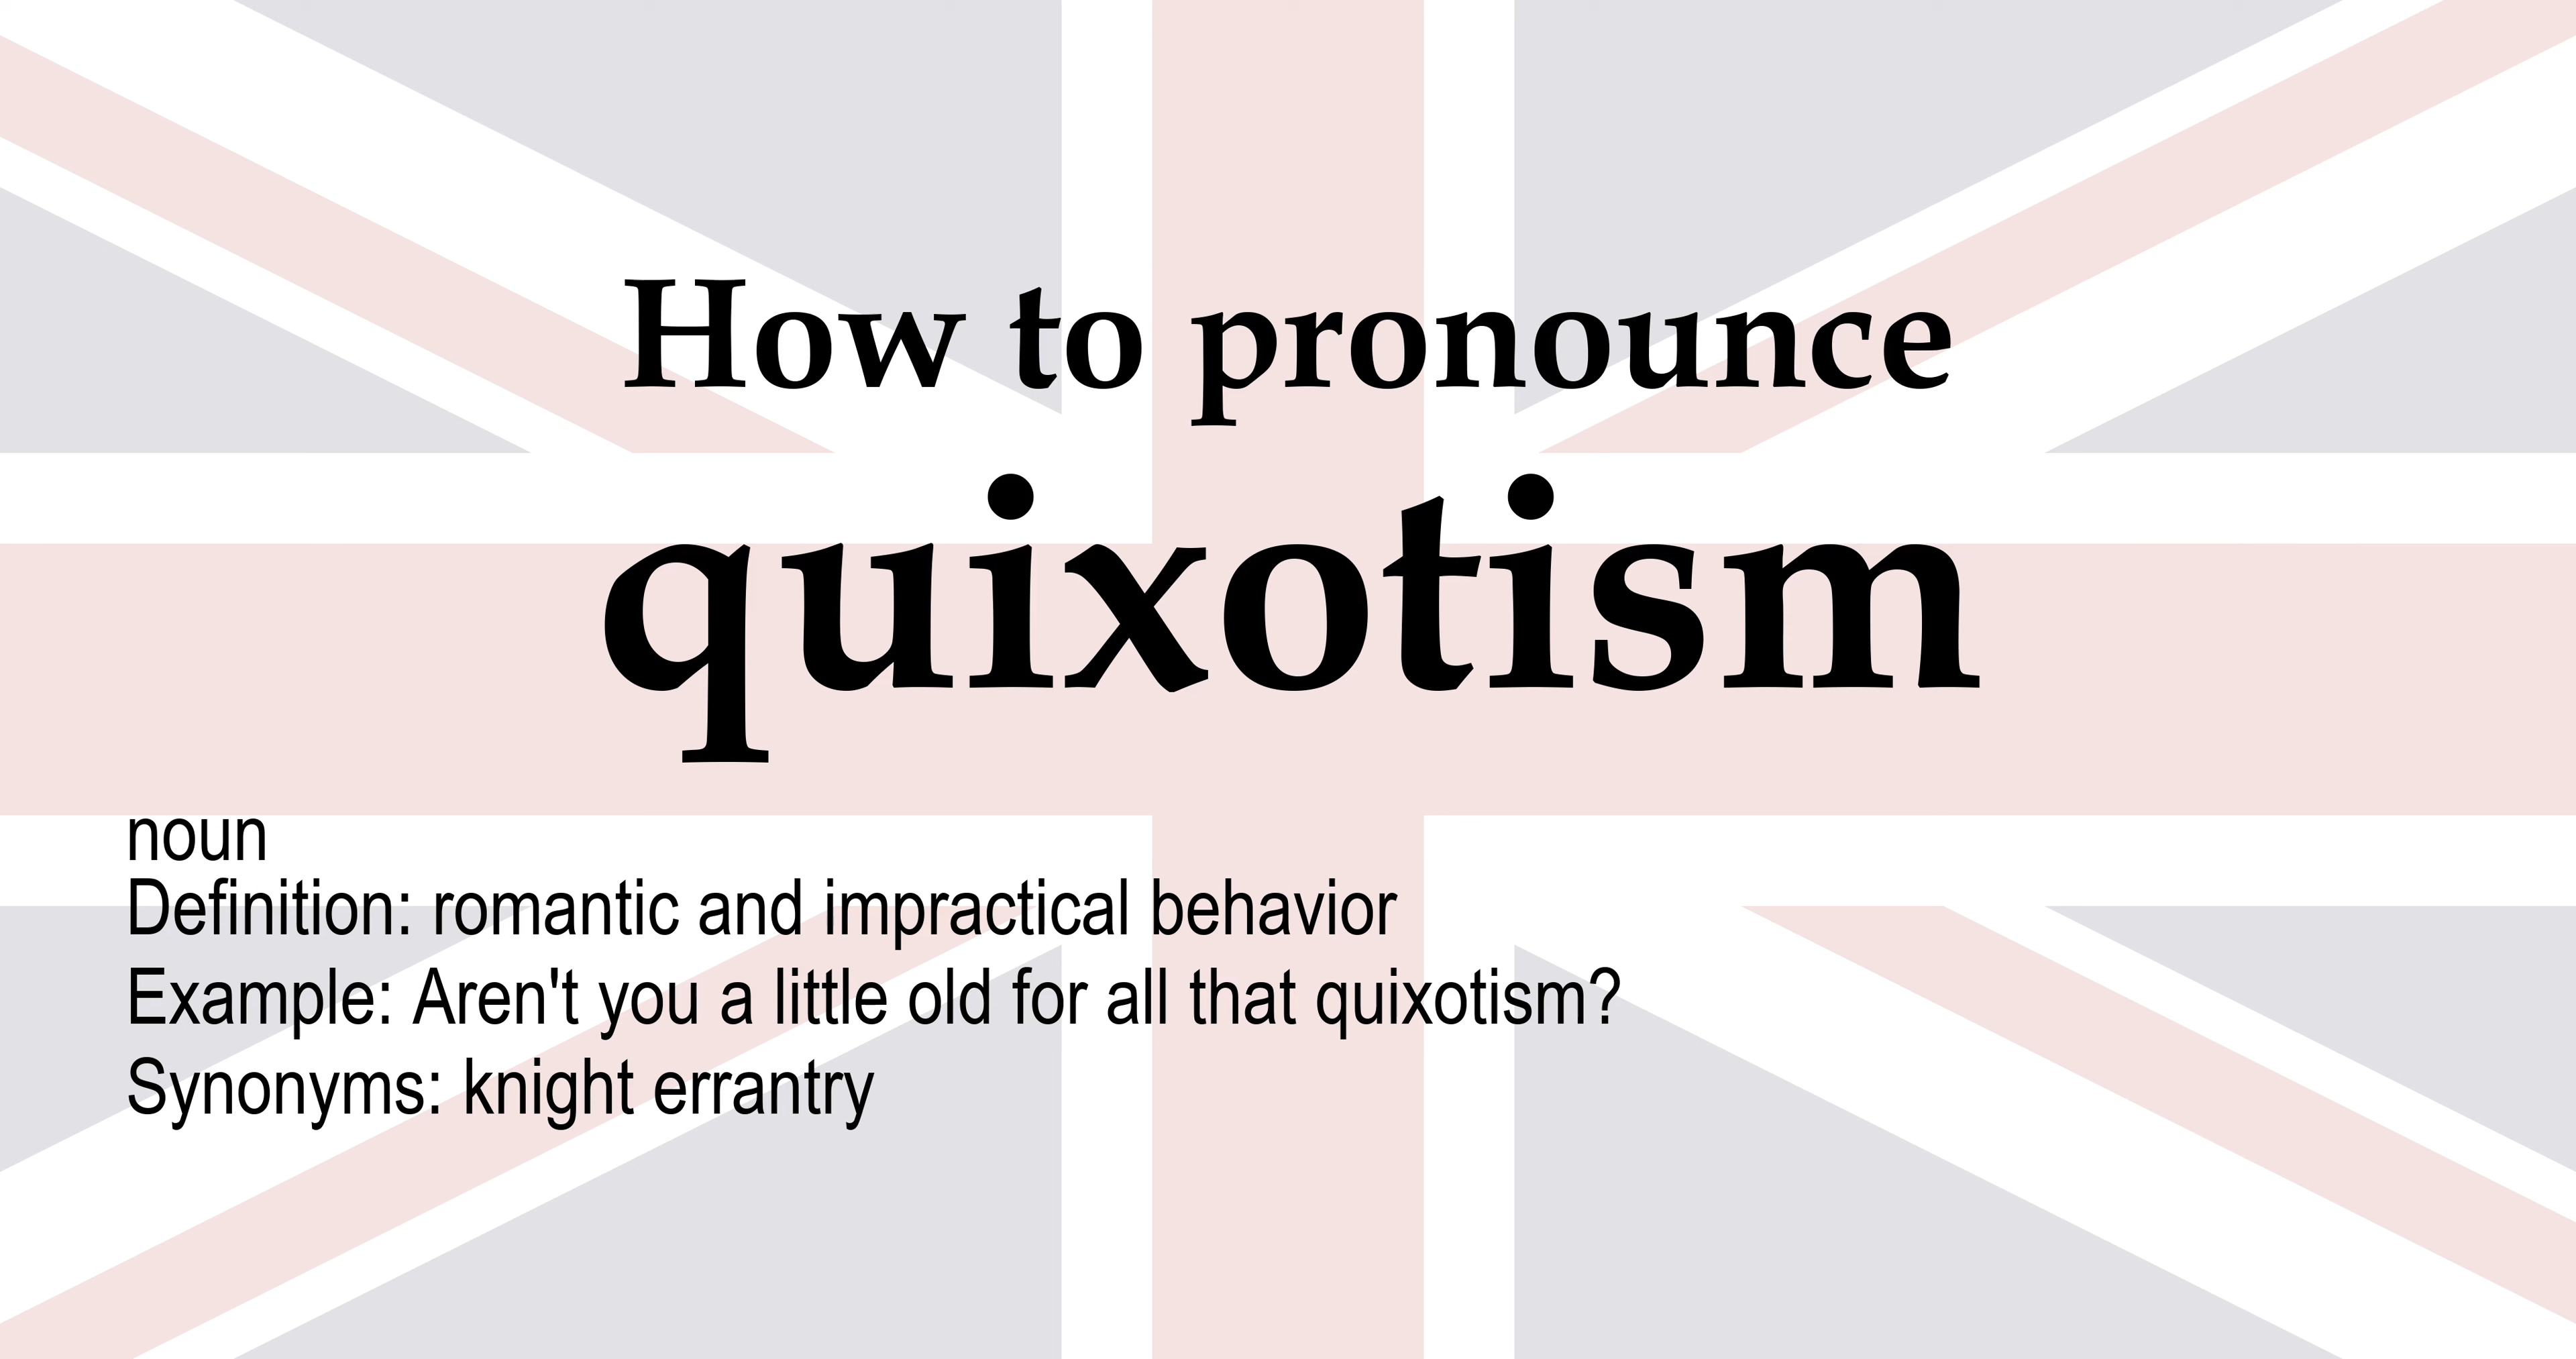 How to pronounce
quixotism
noun
Definition: romantic and impractical behavior
Example: Aren't you a little old for all that quixotism?
Synonyms: knight errantry